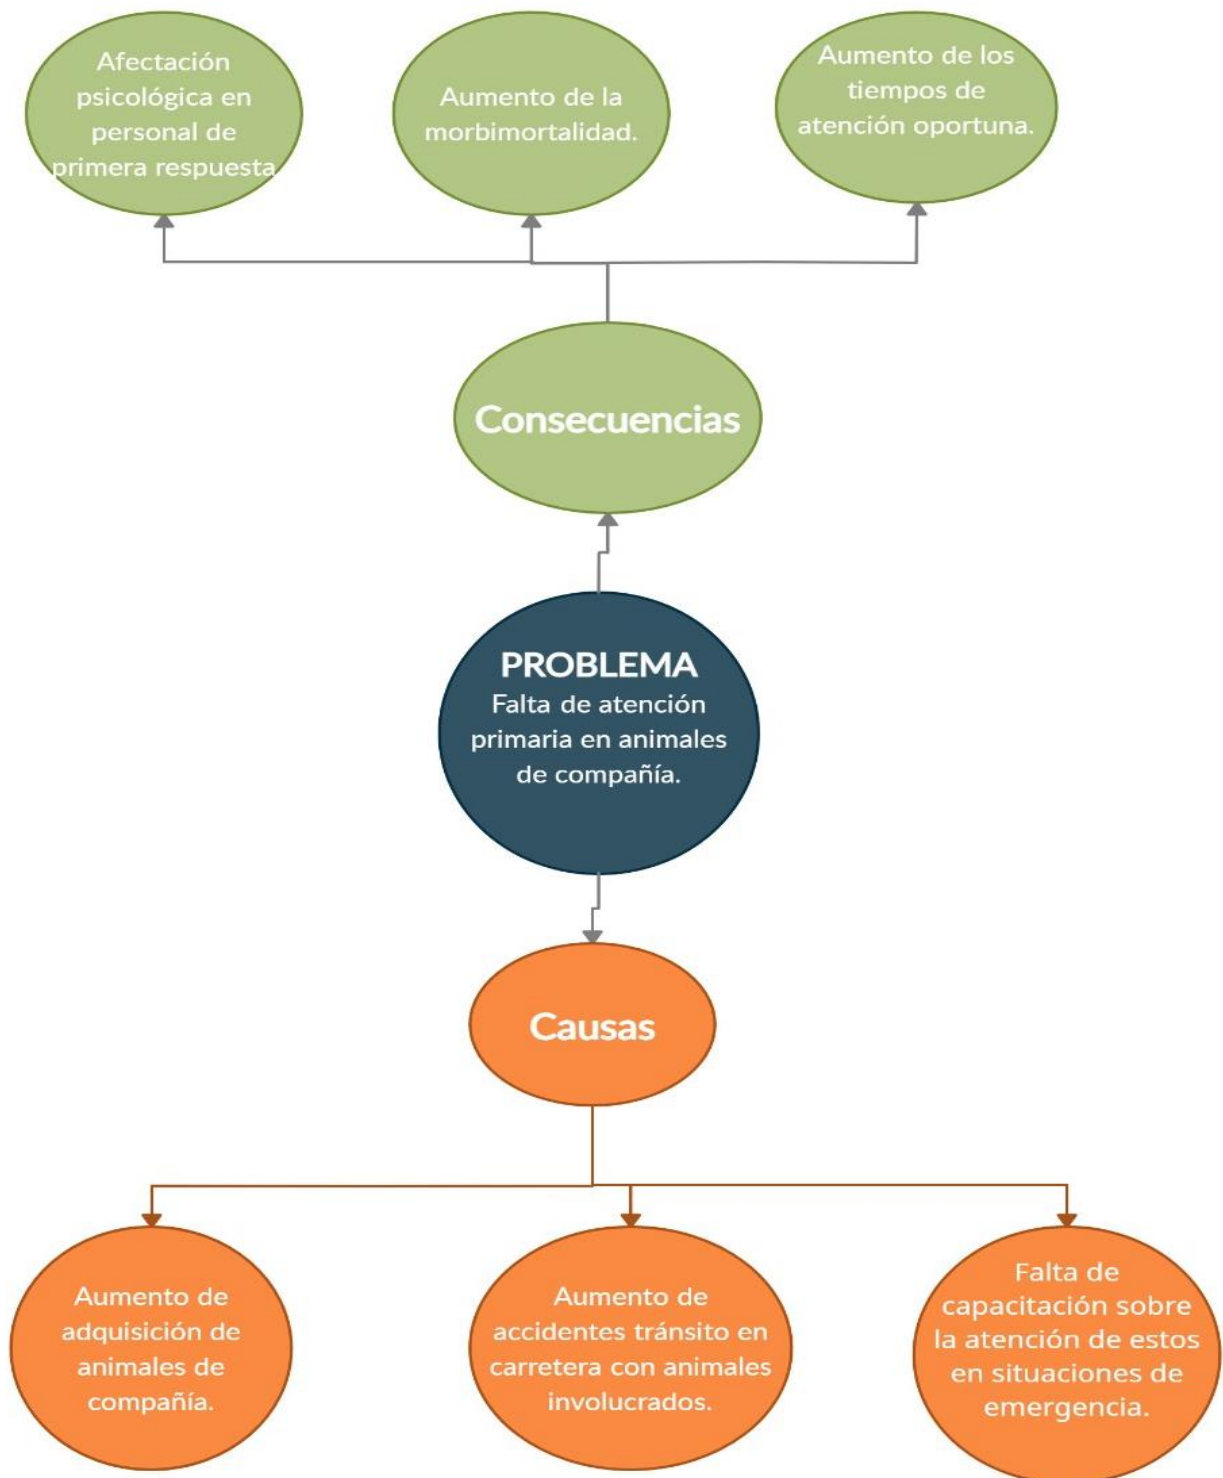 Afectación
psicológica en
personal de
primera respuesta
Aumento de la
morbimortalidad.
Aumento de los
tiempos de
atención oportuna.
Consecuencias
PROBLEMA
Falta de atención
primaria en animales
de compañía.
Causas
Aumento de
adquisición de
animales de
compañía.
Aumento de
accidentes tránsito en
carretera con animales
involucrados.
Falta de
capacitación sobre
la atención de estos
en situaciones de
emergencia.